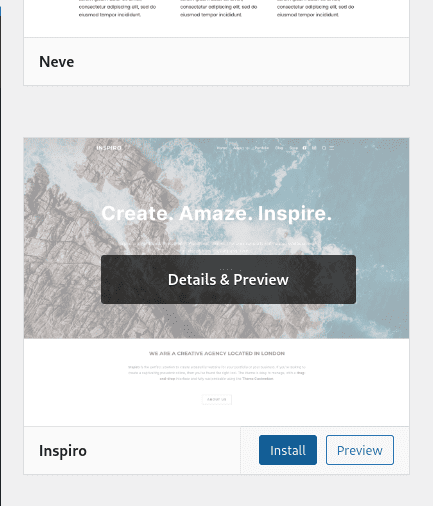 consectetur adipiscing elit, sed do consectetur adipiscing elit, sed do consectetur adipiscing elit, sed do
eiusmod tempor incididunt. eiusmod tempor incididunt. eiusmod tempor incididunt.
Neve
INSPIRO
Create. Amaze. Inspire.
Details & Preview
WE ARE A CREATIVE AGENCY LOCATED IN LONDON
ABOUT US
Inspiro
Install
Preview